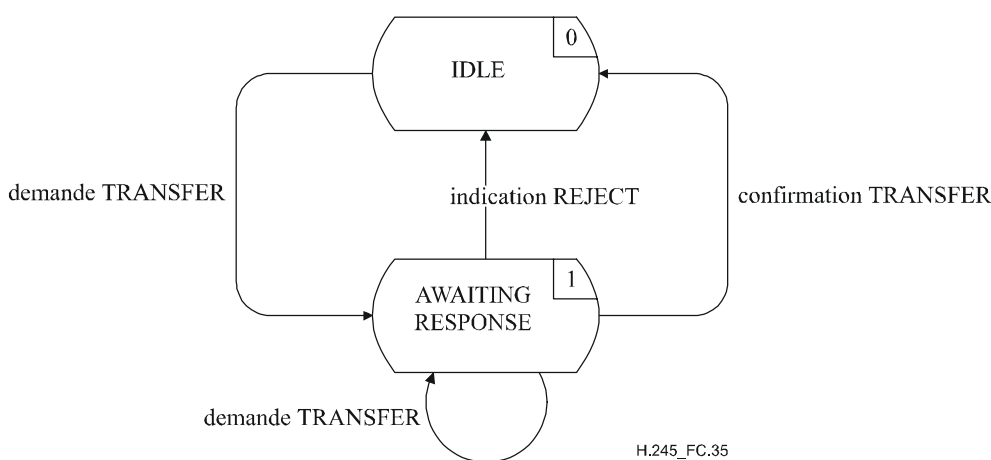 0
IDLE
demande TRANSFER
indication REJECT
confirmation TRANSFER
1
AWAITING
RESPONSE
demande TRANSFER
H.245_FC.35